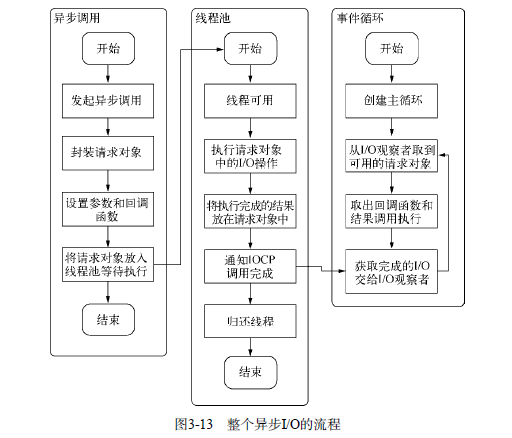 异步调用
开始
发起异步调用
封装请求对象
设置参数和回调
函数
将请求对象放入
线程池等待执行
结束
线程池
开始
线程可用
执行请求对象
中的I/O操作
将执行完成的结果
放在请求对象中
通知IOCP
调用完成
归还线程
结束
事件循环
开始
创建主循环
从I/O观察者取到
可用的请求对象
取出回调函数和
结果调用执行
获取完成的I/O
交给I/O观察者
图3-13 整个异步I/O的流程